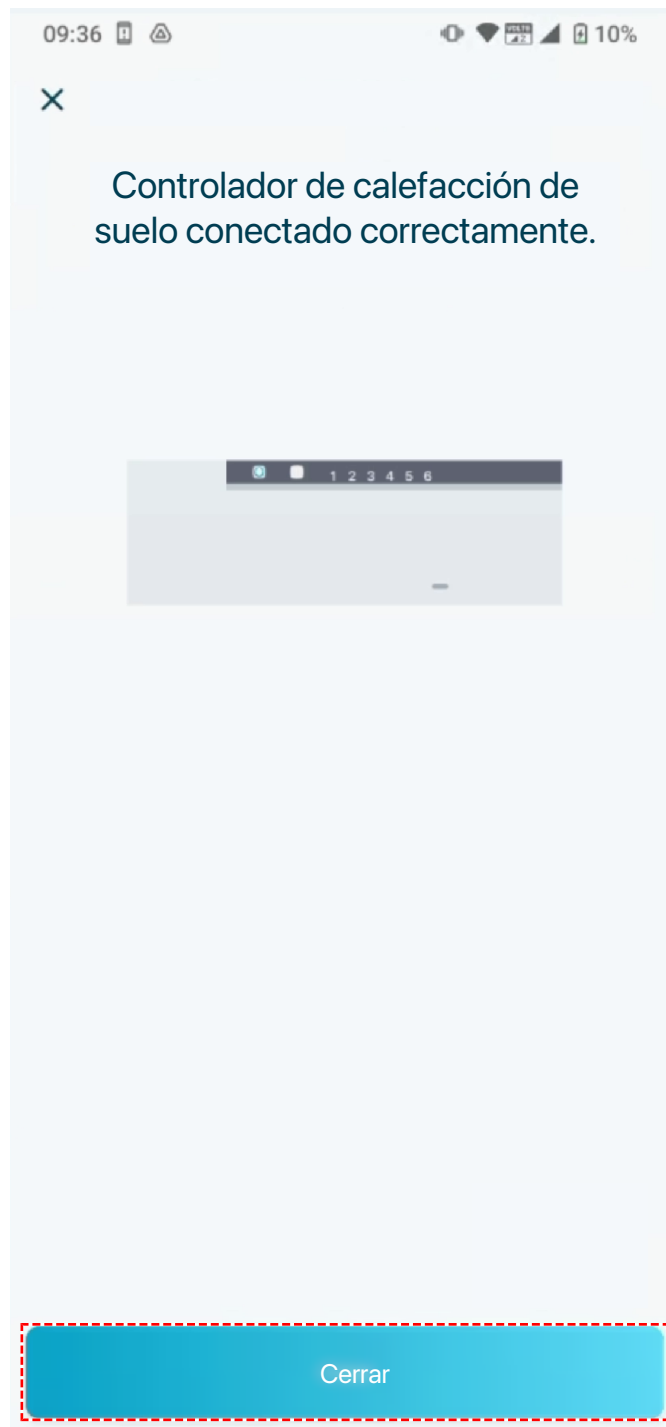 09:36 10%
Controlador de calefacción de
suelo conectado correctamente.
1 2 3 4 5 6
Cerrar